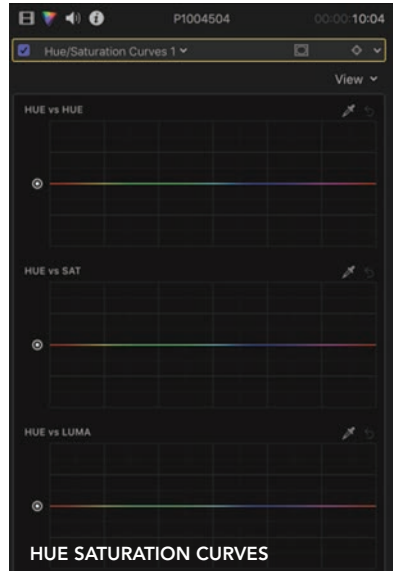 P1004504 00:00:10:04
Hue/Saturation Curves 1
View
HUE vs HUE
HUE vs SAT
HUE vs LUMA
HUE SATURATION CURVES